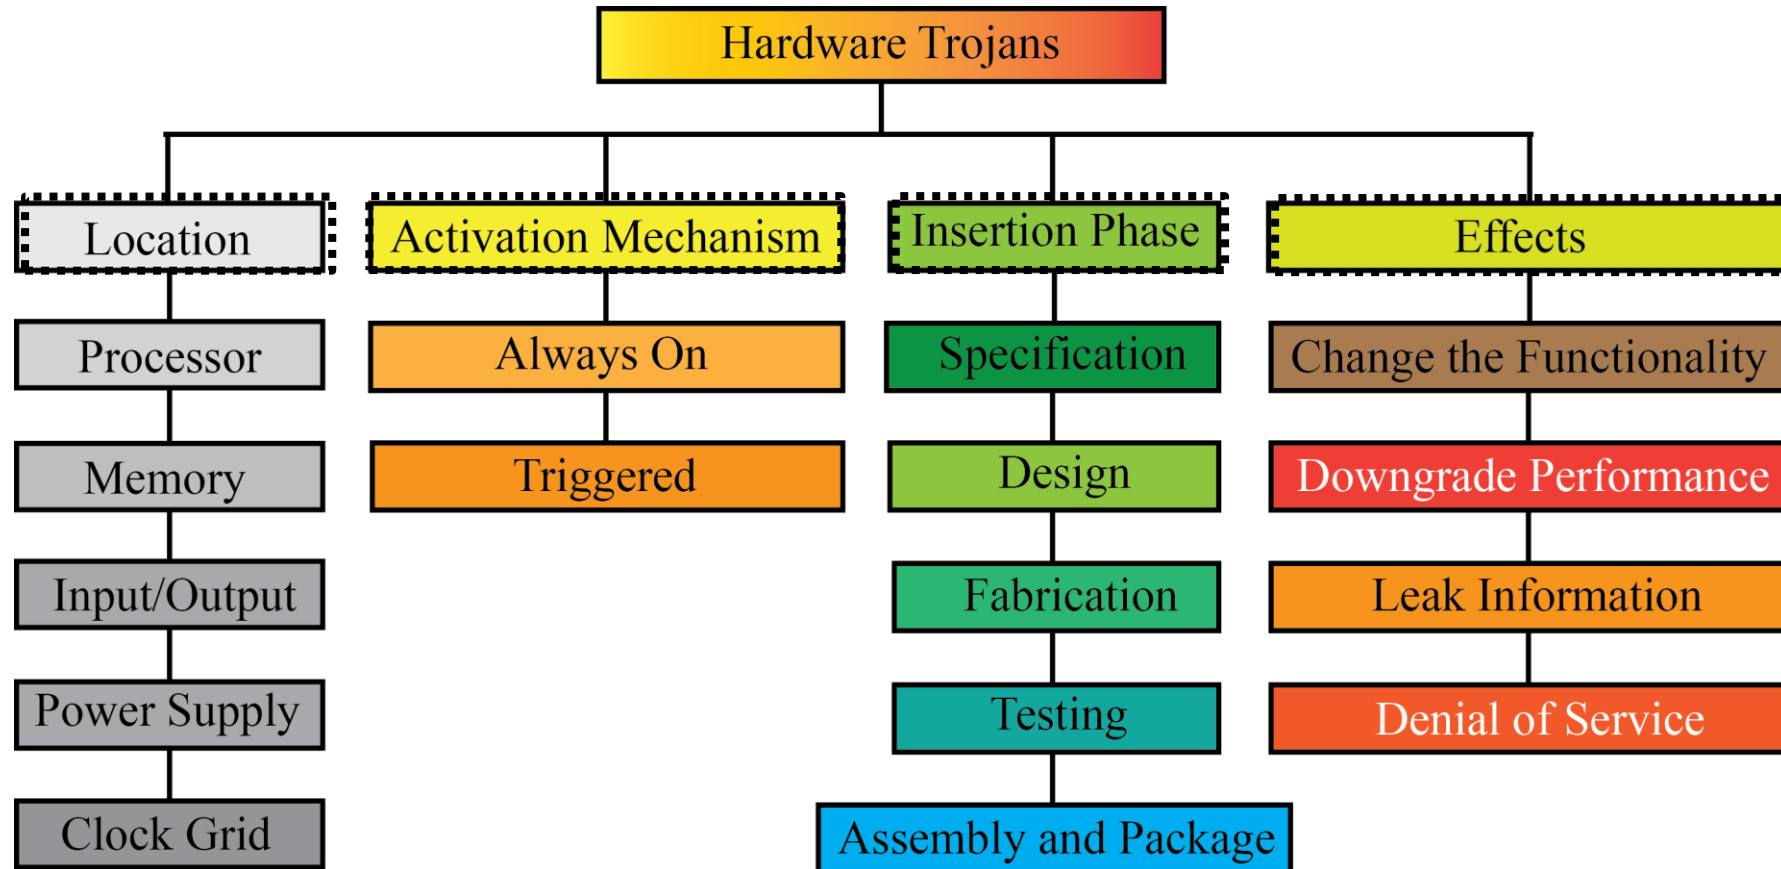 Hardware Trojans
Location
Activation Mechanism
Insertion Phase
Effects
Processor
Always On
Specification
Change the Functionality
Memory
Triggered
Design
Downgrade Performance
Input/Output
Fabrication
Leak Information
Power Supply
Testing
Denial of Service
Clock Grid
Assembly and Package